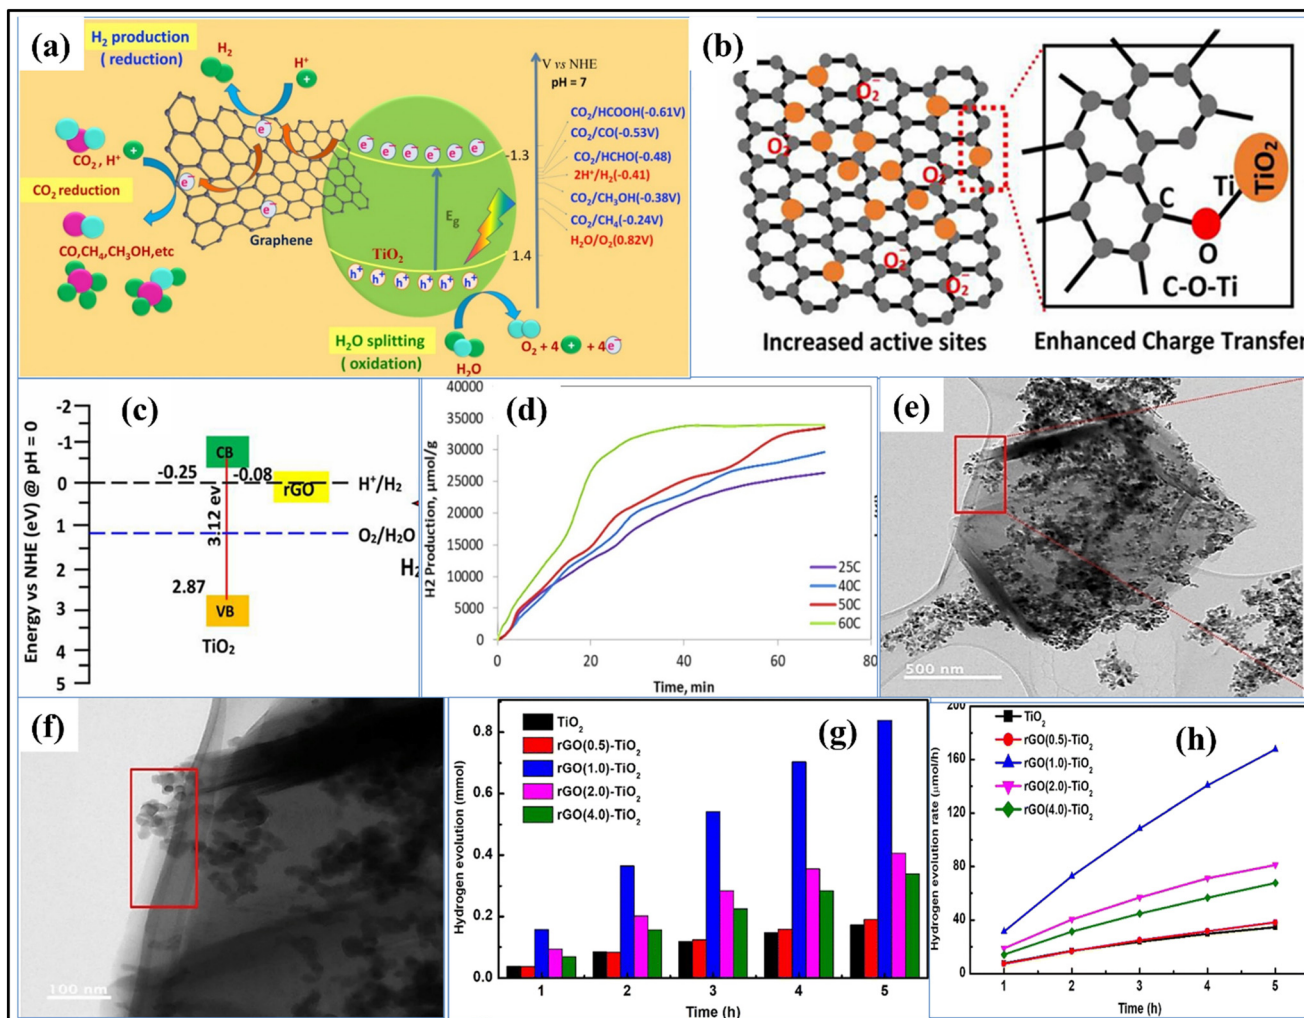 (a)
H₂ production
( reduction)
H₂
H⁺
+
e⁻
CO₂ , H⁺
+
CO₂ reduction
e⁻
e⁻
Graphene
CO,CH₄,CH₃OH,etc
e⁻ e⁻ e⁻ e⁻ e⁻ e⁻
E_g
TiO₂
h⁺ h⁺ h⁺ h⁺ h⁺ h⁺
H₂O splitting
( oxidation)
H₂O
O₂ + 4 + + 4 e⁻
V vs NHE
pH = 7
-1.3
1.4
CO₂/HCOOH(-0.61V)
CO₂/CO(-0.53V)
CO₂/HCHO(-0.48)
2H⁺/H₂(-0.41)
CO₂/CH₃OH(-0.38V)
CO₂/CH₄(-0.24V)
H₂O/O₂(0.82V)
(b)
O₂⁻
O₂⁻
O₂⁻
O₂⁻
O₂⁻
O₂⁻
Increased active sites
C
O
Ti
TiO₂
C-O-Ti
Enhanced Charge Transfer
(c)
Energy vs NHE (eV) @ pH = 0
-2
-1
0
1
2
3
4
5
CB
-0.25
-0.08
rGO
H⁺/H₂
3.12 ev
O₂/H₂O
H₂
2.87
VB
TiO₂
(d)
H2 Production, µmol/g
40000
35000
30000
25000
20000
15000
10000
5000
0
25C
40C
50C
60C
0 20 40 60 80
Time, min
(e)
500 nm
(f)
100 nm
(g)
Hydrogen evolution (mmol)
0.8
0.6
0.4
0.2
0.0
TiO₂
rGO(0.5)-TiO₂
rGO(1.0)-TiO₂
rGO(2.0)-TiO₂
rGO(4.0)-TiO₂
1 2 3 4 5
Time (h)
(h)
Hydrogen evolution rate (µmol/h)
200
160
120
80
40
0
TiO₂
rGO(0.5)-TiO₂
rGO(1.0)-TiO₂
rGO(2.0)-TiO₂
rGO(4.0)-TiO₂
1 2 3 4 5
Time (h)